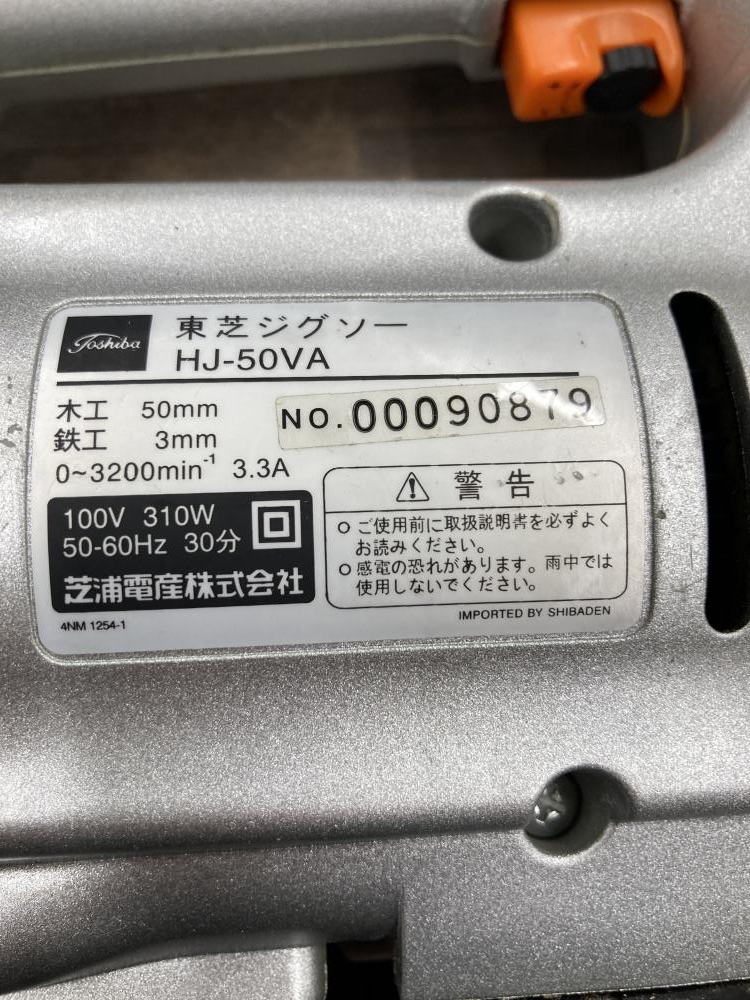 Toshiba
東芝ジグソー
HJ-50VA
木工 50mm
鉄工 3mm
NO.00090879
0~3200min⁻¹ 3.3A
100V 310W
50-60Hz 30分
芝浦電産株式会社
警告
○ご使用前に取扱説明書を必ずよく
お読みください。
○感電の恐れがあります。雨中では
使用しないでください。
4NM 1254-1
IMPORTED BY SHIBADEN